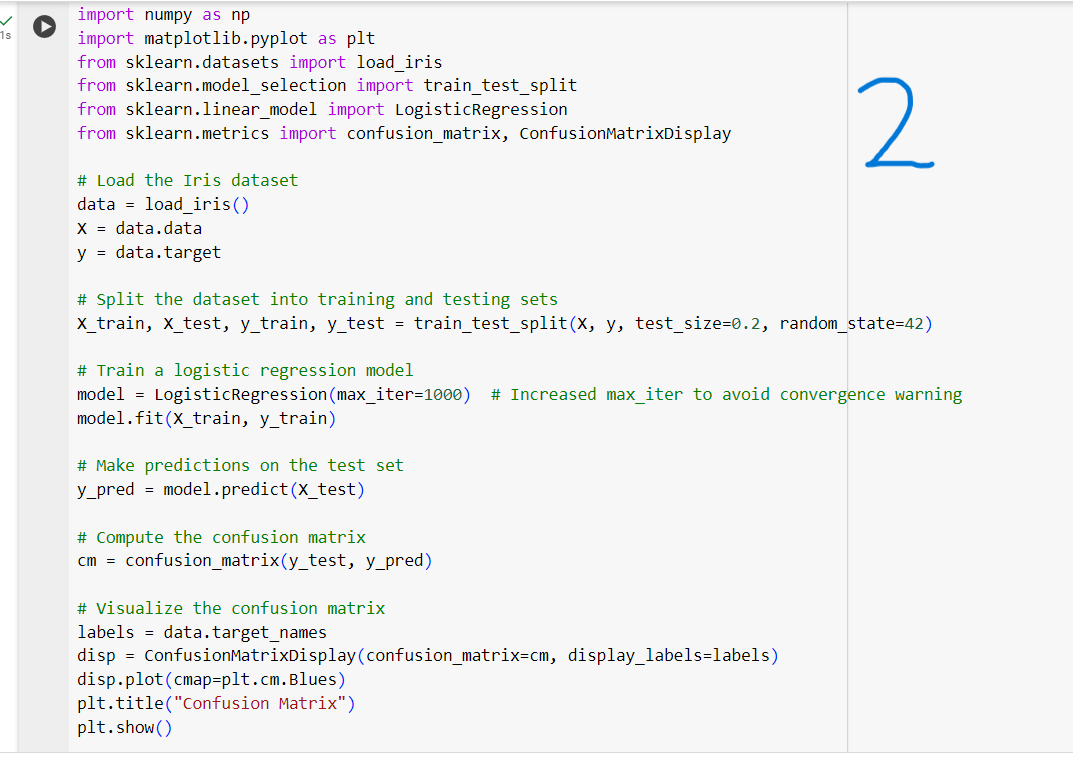 import numpy as np
import matplotlib.pyplot as plt
from sklearn.datasets import load_iris
from sklearn.model_selection import train_test_split
from sklearn.linear_model import LogisticRegression
from sklearn.metrics import confusion_matrix, ConfusionMatrixDisplay
2
# Load the Iris dataset
data = load_iris()
X = data.data
y = data.target
# Split the dataset into training and testing sets
X_train, X_test, y_train, y_test = train_test_split(X, y, test_size=0.2, random_state=42)
# Train a logistic regression model
model = LogisticRegression(max_iter=1000)  # Increased max_iter to avoid convergence warning
model.fit(X_train, y_train)
# Make predictions on the test set
y_pred = model.predict(X_test)
# Compute the confusion matrix
cm = confusion_matrix(y_test, y_pred)
# Visualize the confusion matrix
labels = data.target_names
disp = ConfusionMatrixDisplay(confusion_matrix=cm, display_labels=labels)
disp.plot(cmap=plt.cm.Blues)
plt.title("Confusion Matrix")
plt.show()
1s